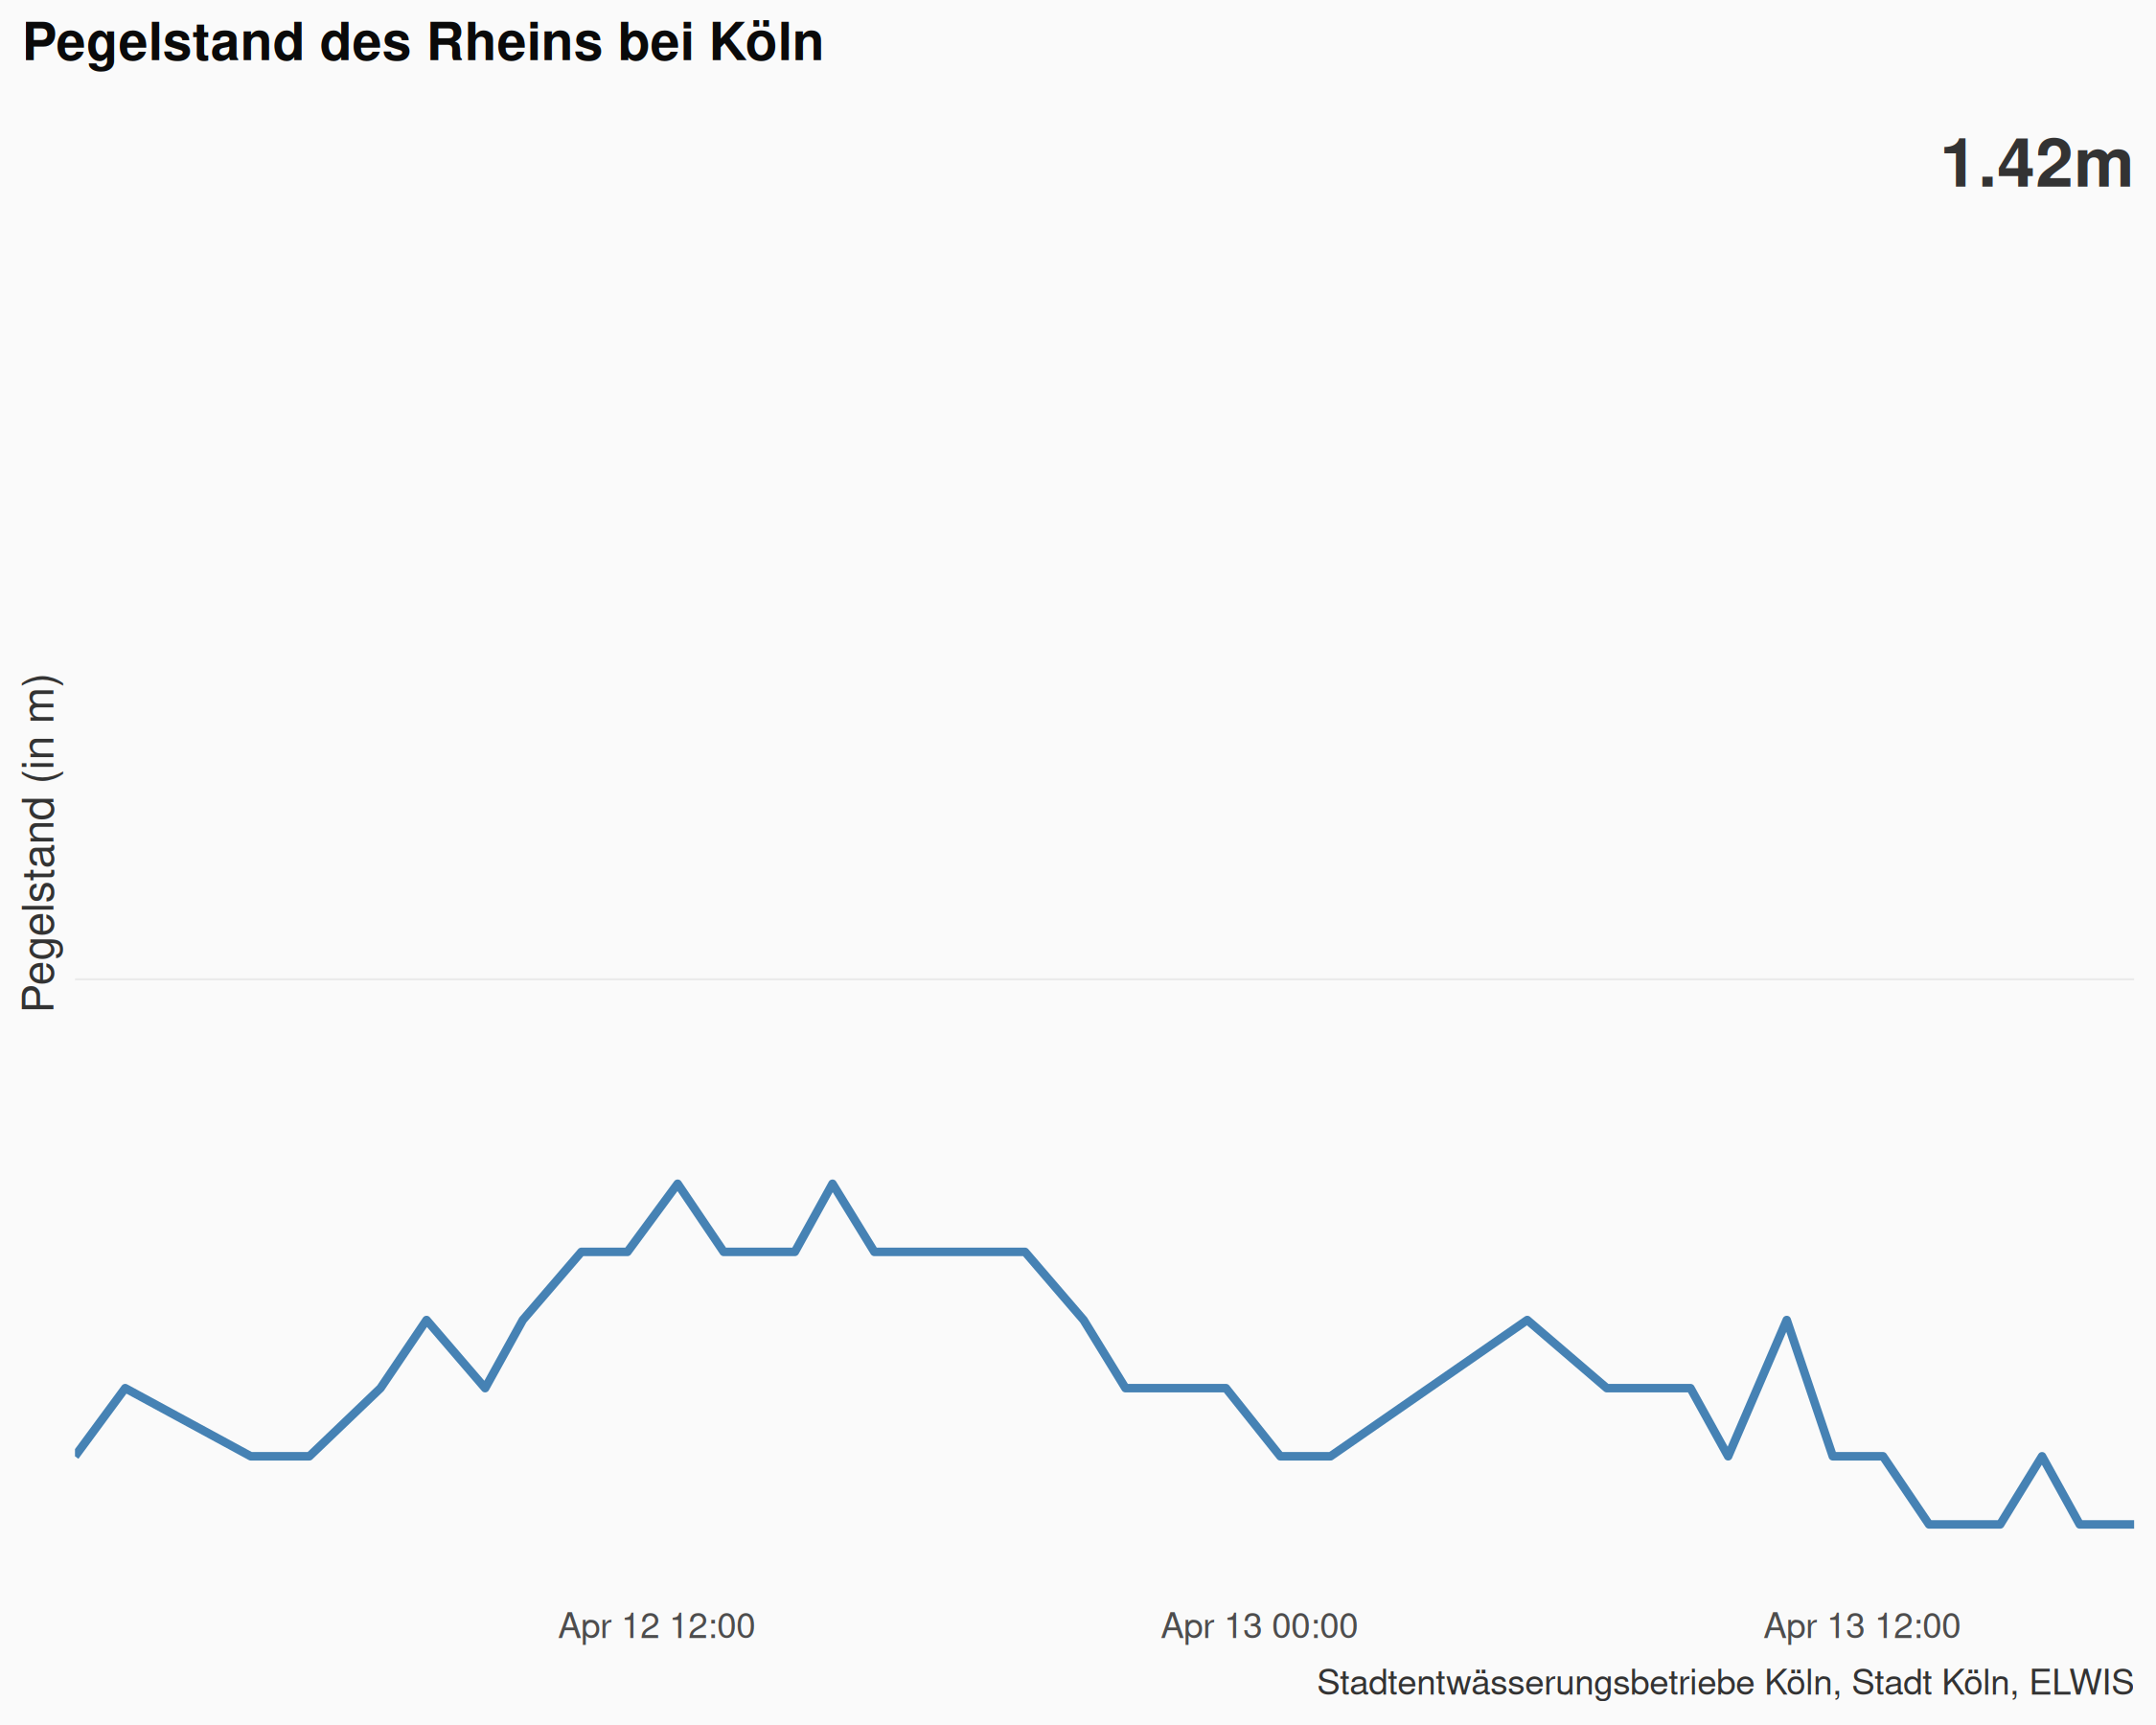 Pegelstand des Rheins bei Köln
1.42m
Pegelstand (in m)
Apr 12 12:00
Apr 13 00:00
Apr 13 12:00
Stadtentwässerungsbetriebe Köln, Stadt Köln, ELWIS